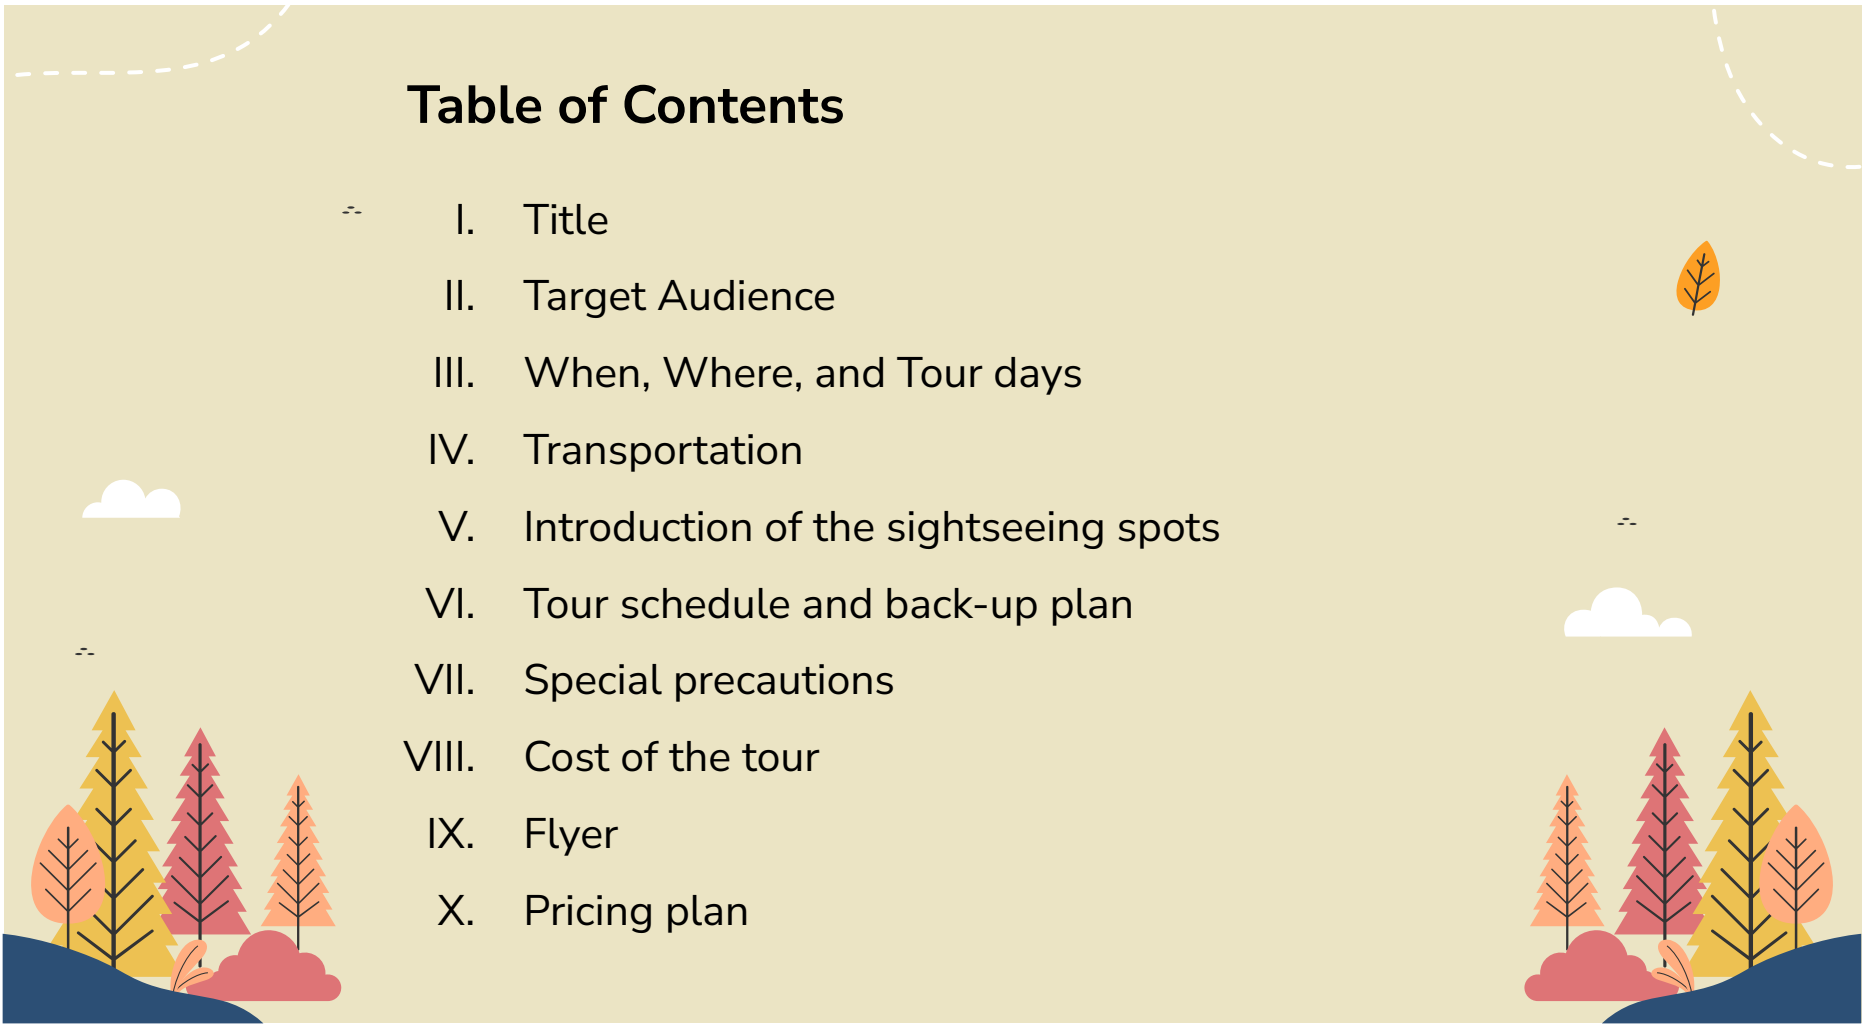 Table of Contents
I. Title
II. Target Audience
III. When, Where, and Tour days
IV. Transportation
V. Introduction of the sightseeing spots
VI. Tour schedule and back-up plan
VII. Special precautions
VIII. Cost of the tour
IX. Flyer
X. Pricing plan